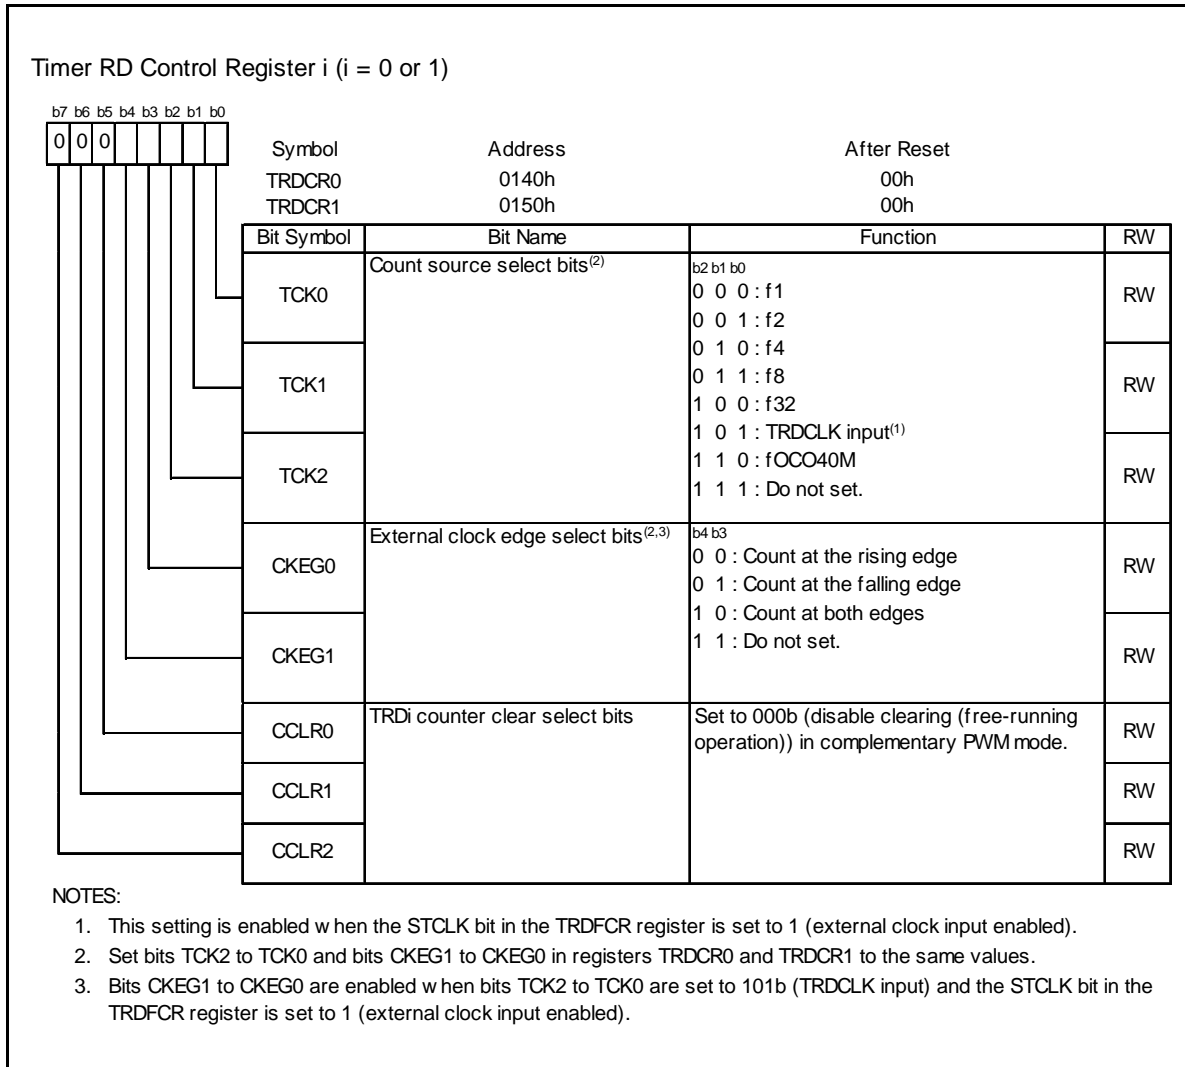 Timer RD Control Register i (i = 0 or 1)
b7 b6 b5 b4 b3 b2 b1 b0
0 0 0
Symbol Address After Reset
TRDCR0 0140h 00h
TRDCR1 0150h 00h
Bit Symbol Bit Name Function RW
TCK0 Count source select bits(2) b2 b1 b0 RW
0 0 0 : f1
0 0 1 : f2
0 1 0 : f4
TCK1 0 1 1 : f8 RW
1 0 0 : f32
1 0 1 : TRDCLK input(1)
TCK2 1 1 0 : fOCO40M RW
1 1 1 : Do not set.
CKEG0 External clock edge select bits(2,3) b4 b3 RW
0 0 : Count at the rising edge
0 1 : Count at the falling edge
1 0 : Count at both edges
CKEG1 1 1 : Do not set. RW
CCLR0 TRDi counter clear select bits Set to 000b (disable clearing (free-running RW
operation)) in complementary PWM mode.
CCLR1 RW
CCLR2 RW
NOTES:
1. This setting is enabled when the STCLK bit in the TRDFCR register is set to 1 (external clock input enabled).
2. Set bits TCK2 to TCK0 and bits CKEG1 to CKEG0 in registers TRDCR0 and TRDCR1 to the same values.
3. Bits CKEG1 to CKEG0 are enabled when bits TCK2 to TCK0 are set to 101b (TRDCLK input) and the STCLK bit in the
TRDFCR register is set to 1 (external clock input enabled).